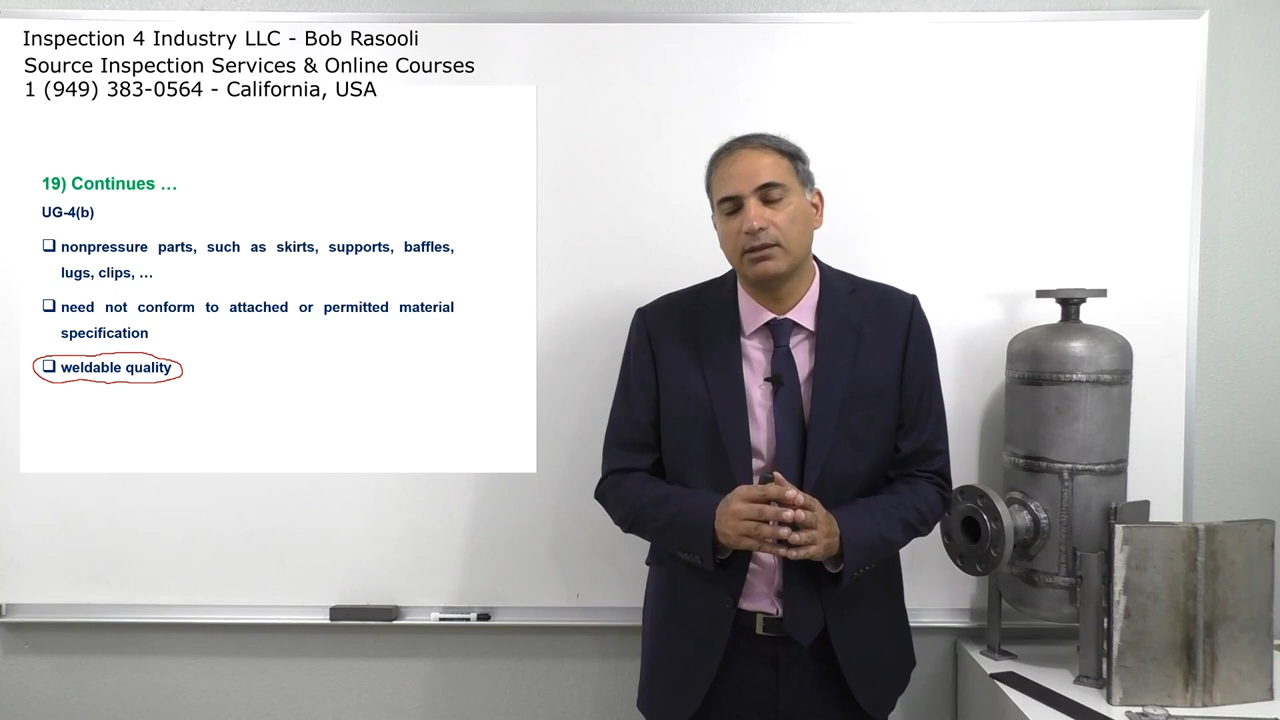 Inspection 4 Industry LLC - Bob Rasooli
Source Inspection Services & Online Courses
1 (949) 383-0564 - California, USA
19) Continues …
UG-4(b)
nonpressure parts, such as skirts, supports, baffles,
lugs, clips, …
need not conform to attached or permitted material
specification
weldable quality